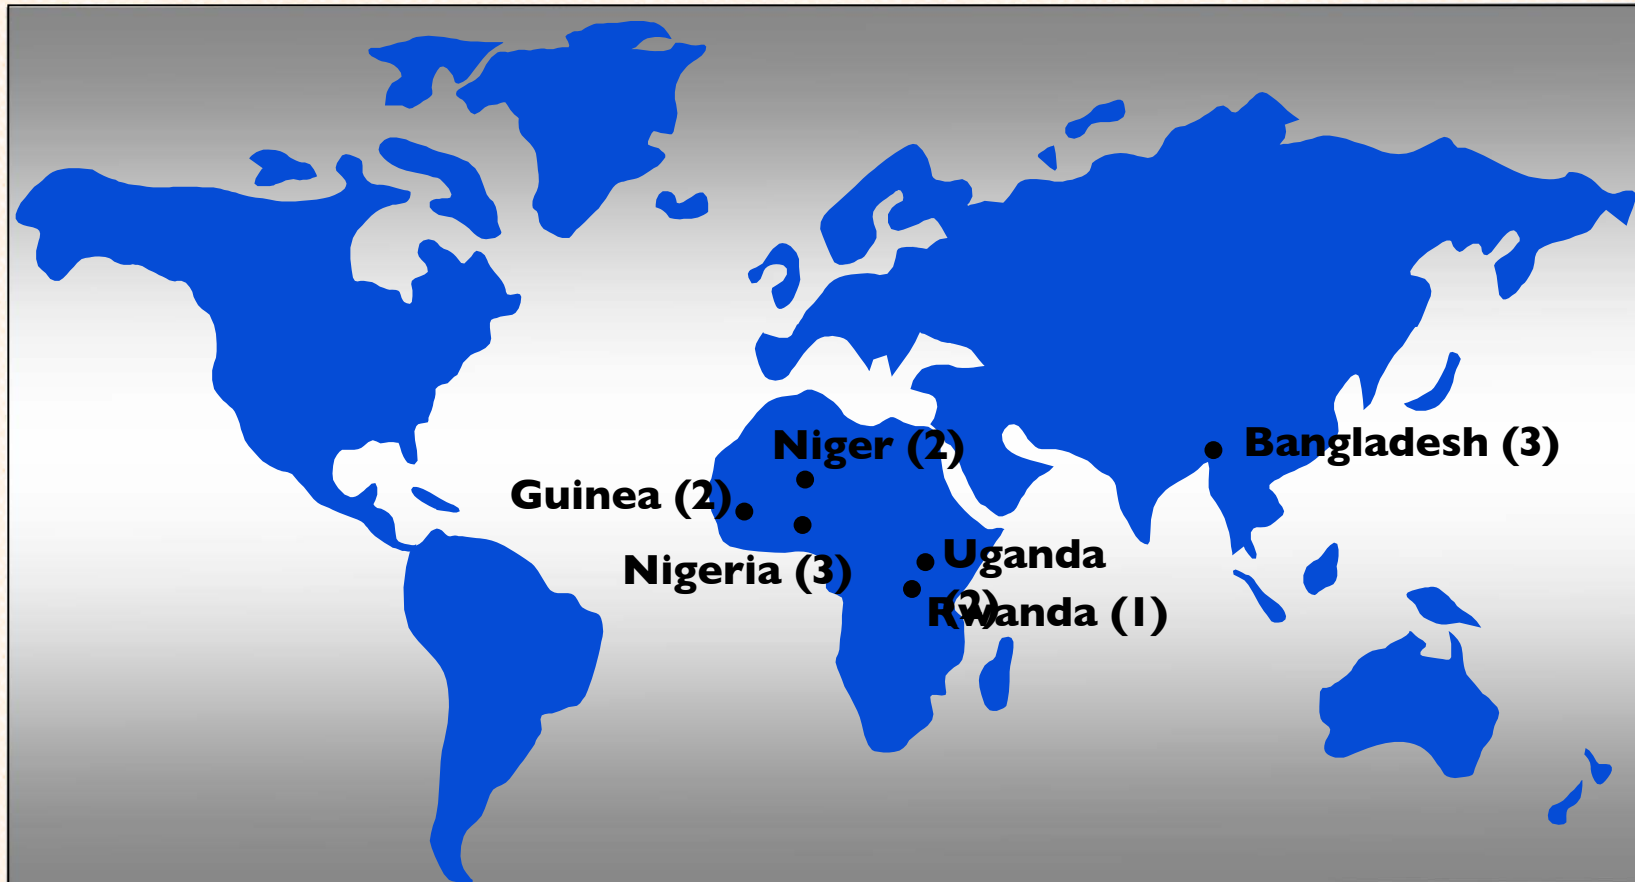 Niger (2)
Bangladesh (3)
Guinea (2)
Nigeria (3)
Uganda
(2)
Rwanda (1)